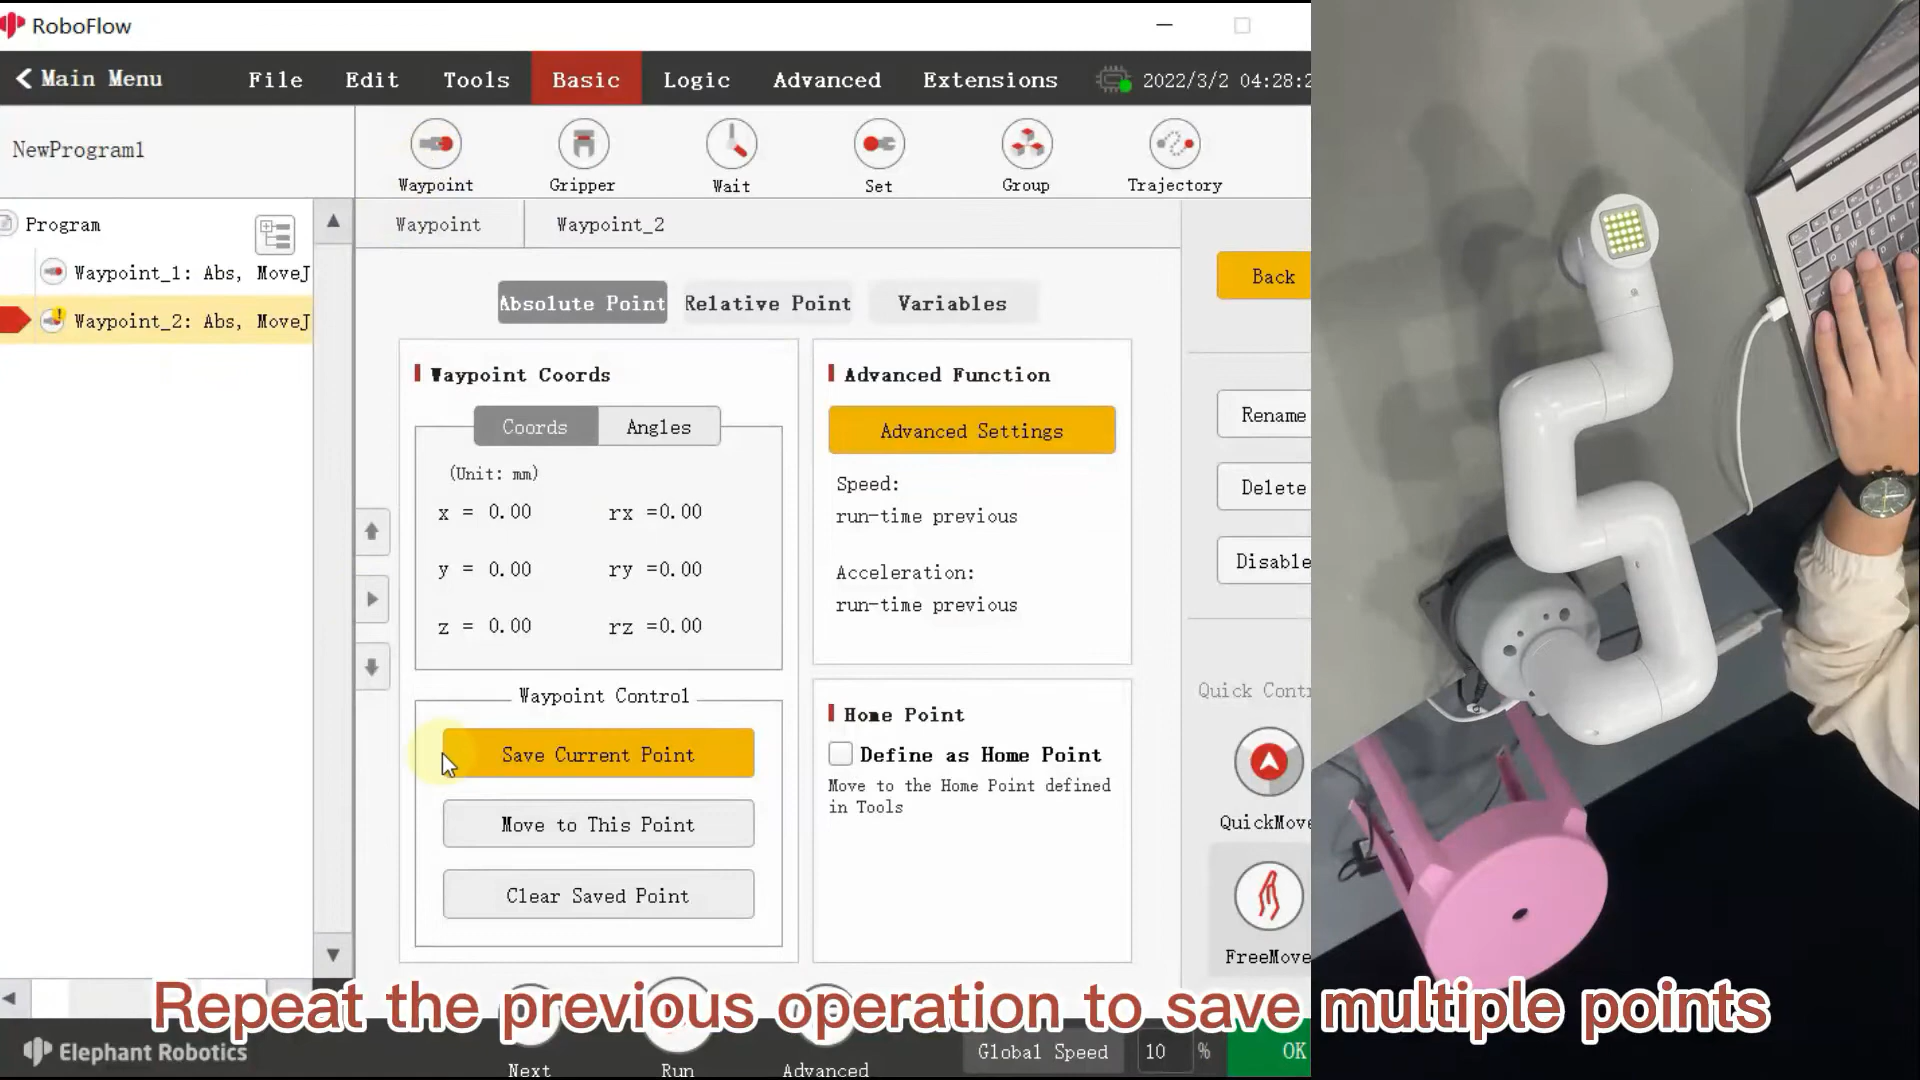 RoboFlow
Main Menu
File
Edit
Tools
Basic
Logic
Advanced
Extensions
2022/3/2 04:28:2
NewProgram1
Waypoint
Gripper
Wait
Set
Group
Trajectory
Program
Waypoint_1: Abs, MoveJ
Waypoint_2: Abs, MoveJ
Waypoint
Waypoint_2
Absolute Point
Relative Point
Variables
Back
Waypoint Coords
Coords
Angles
(Unit: mm)
x = 0.00 rx =0.00
y = 0.00 ry =0.00
z = 0.00 rz =0.00
Waypoint Control
Save Current Point
Move to This Point
Clear Saved Point
Advanced Function
Advanced Settings
Speed:
run-time previous
Acceleration:
run-time previous
Home Point
Define as Home Point
Move to the Home Point defined
in Tools
Rename
Delete
Disable
Quick Cont
QuickMove
FreeMove
Repeat the previous operation to save multiple points
Elephant Robotics
Next
Run
Advanced
Global Speed
10 %
OK